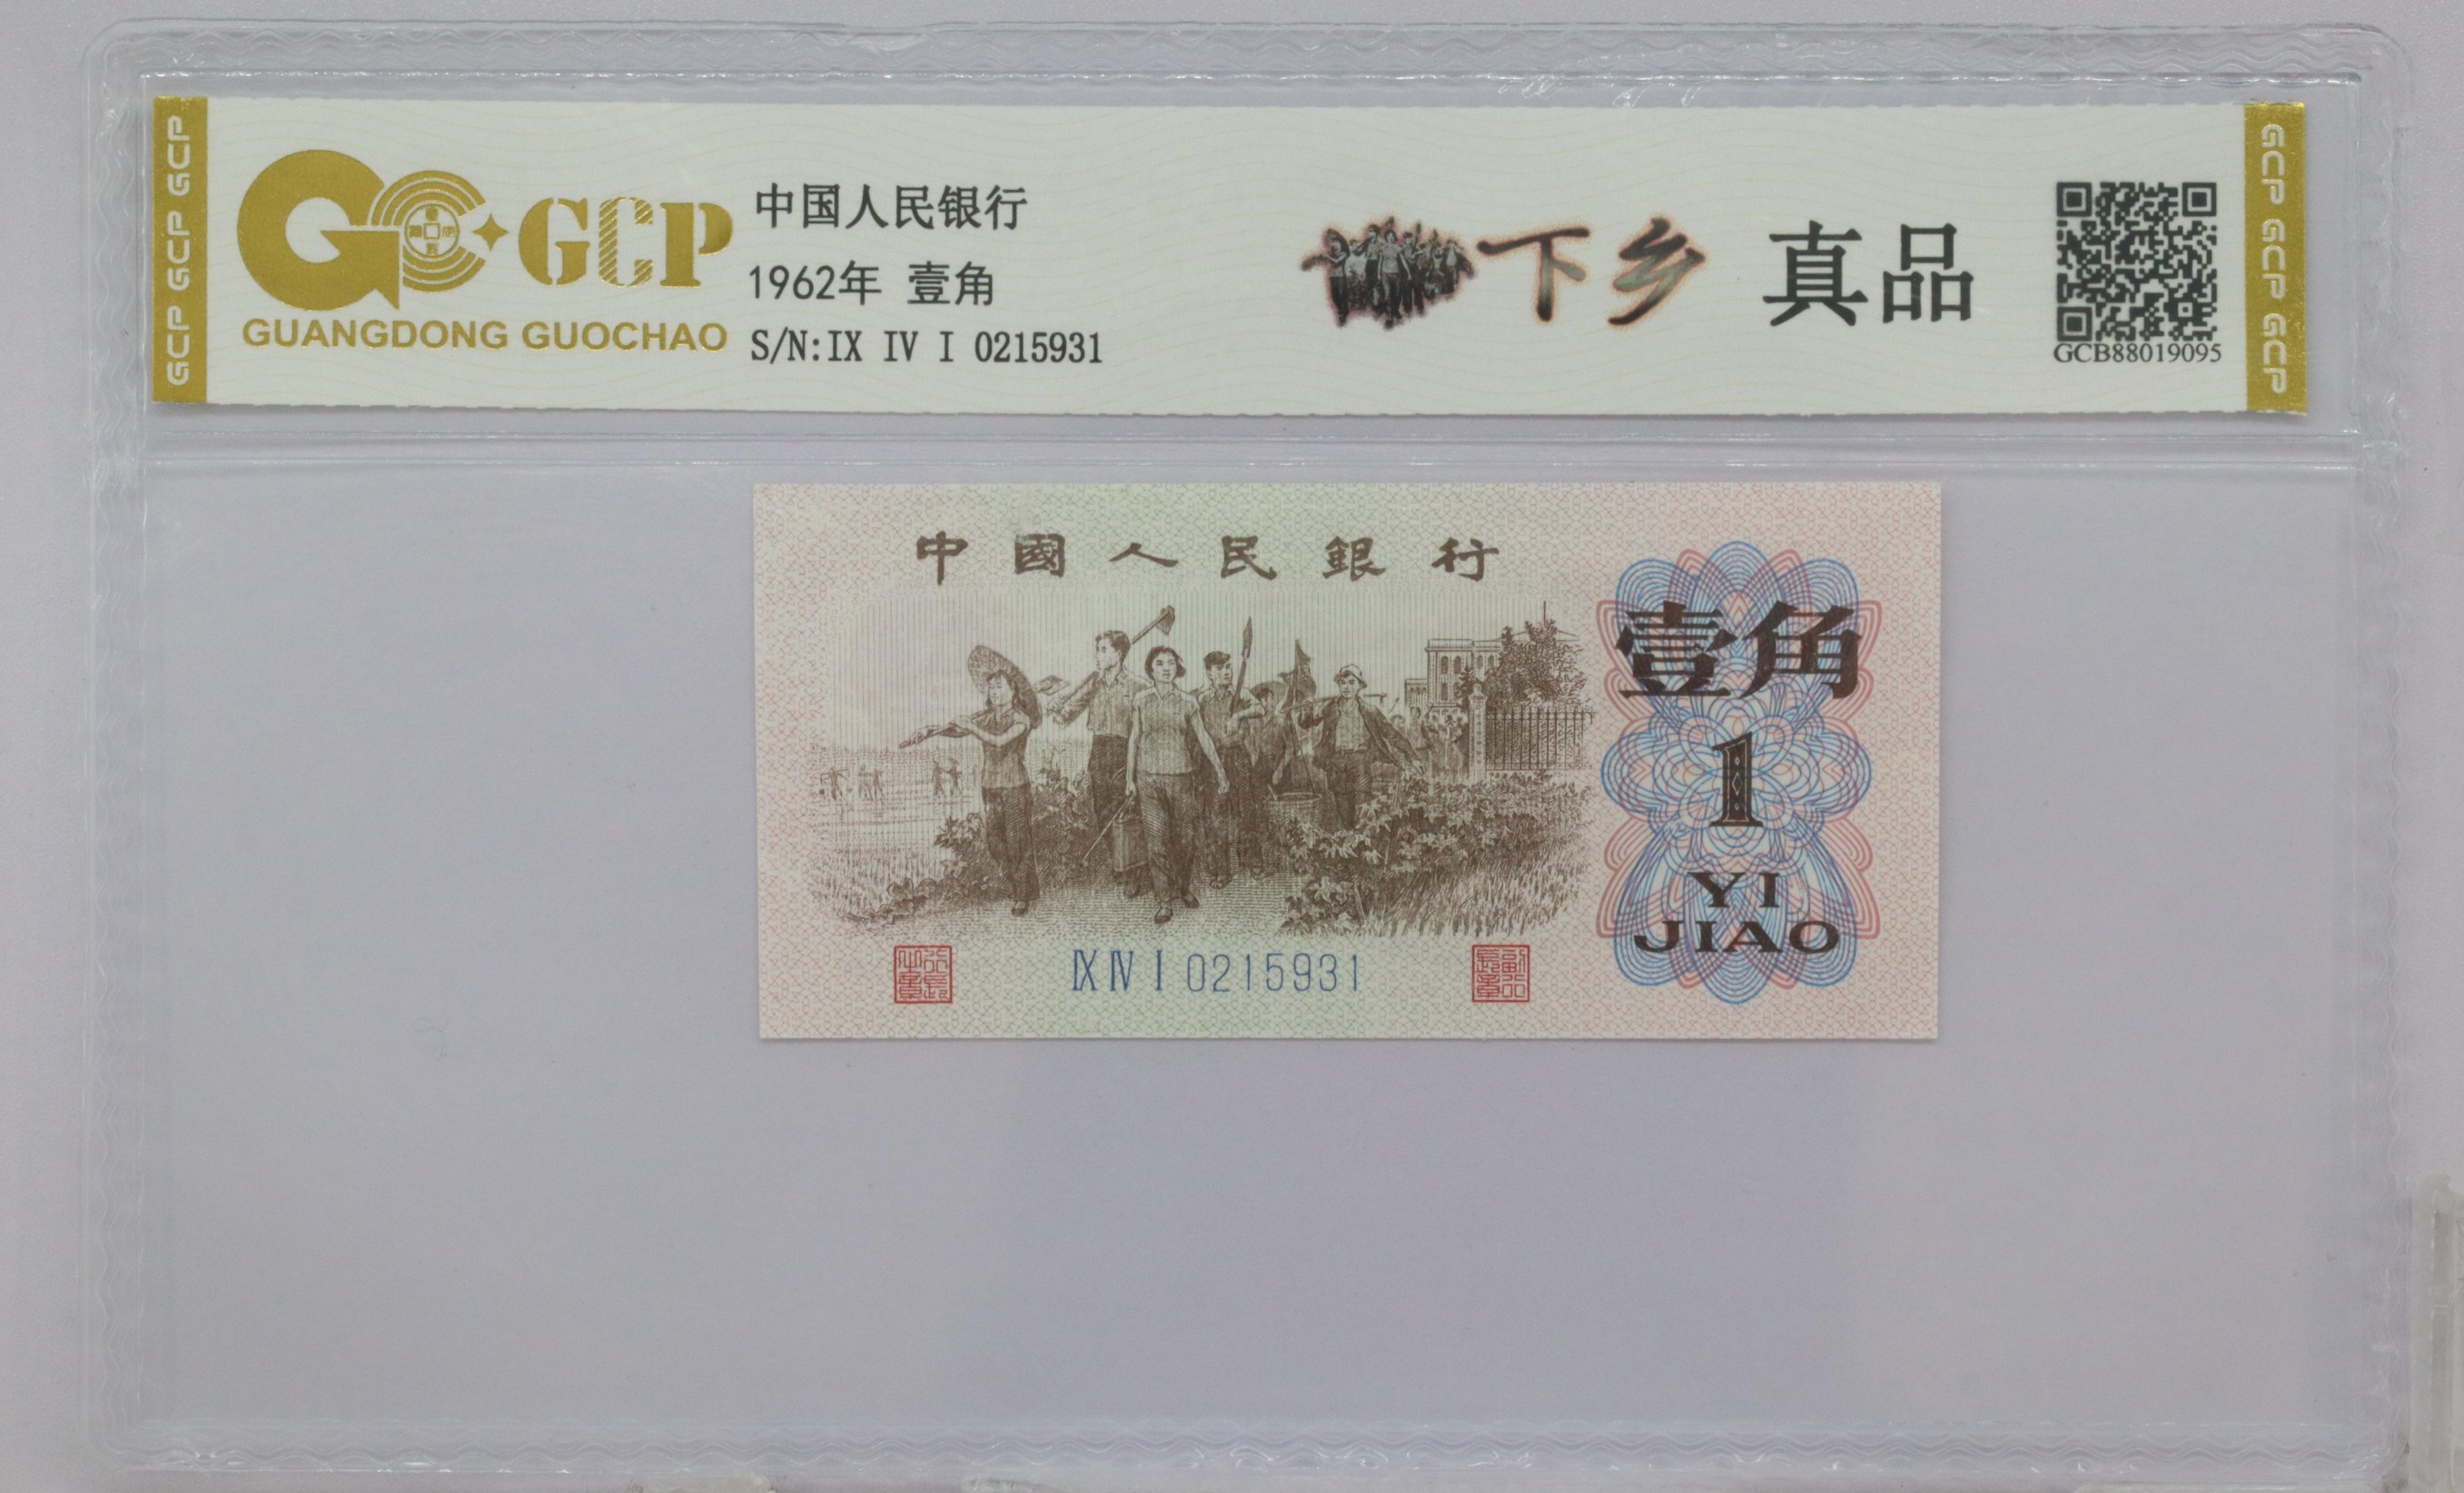 GCP GCP GCP
GCP
GUANGDONG GUOCHAO
中国人民银行
1962年 壹角
S/N:IX IV I 0215931
下乡 真品
GCB88019095
GCP GCP GCP
中國人民銀行
壹角
1
YI
JIAO
IX IV I 0215931